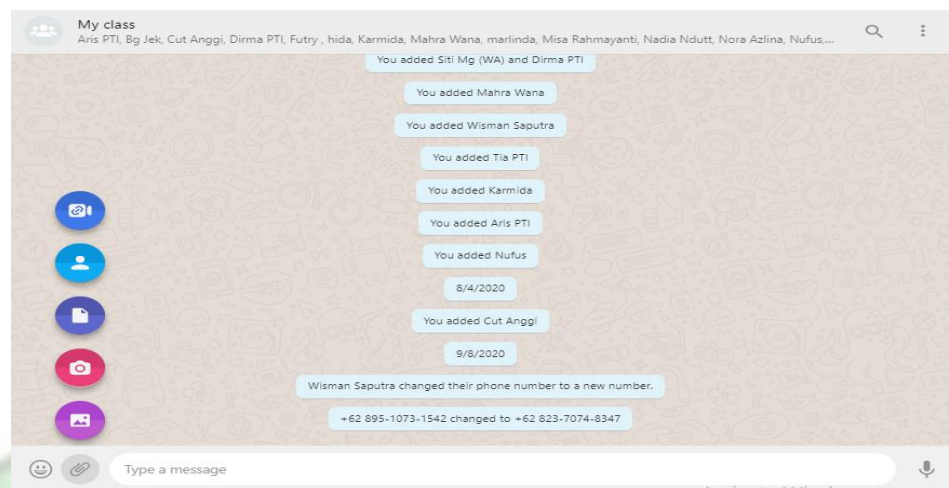 My class
Aris PTI, Bg Jek, Cut Anggi, Dirma PTI, Futry , hida, Karmida, Mahra Wana, marlinda, Misa Rahmayanti, Nadia Ndutt, Nora Azlina, Nufus,...
You added Siti Mg (WA) and Dirma PTI
You added Mahra Wana
You added Wisman Saputra
You added Tia PTI
You added Karmida
You added Aris PTI
You added Nufus
8/4/2020
You added Cut Anggi
9/8/2020
Wisman Saputra changed their phone number to a new number.
+62 895-1073-1542 changed to +62 823-7074-8347
Type a message